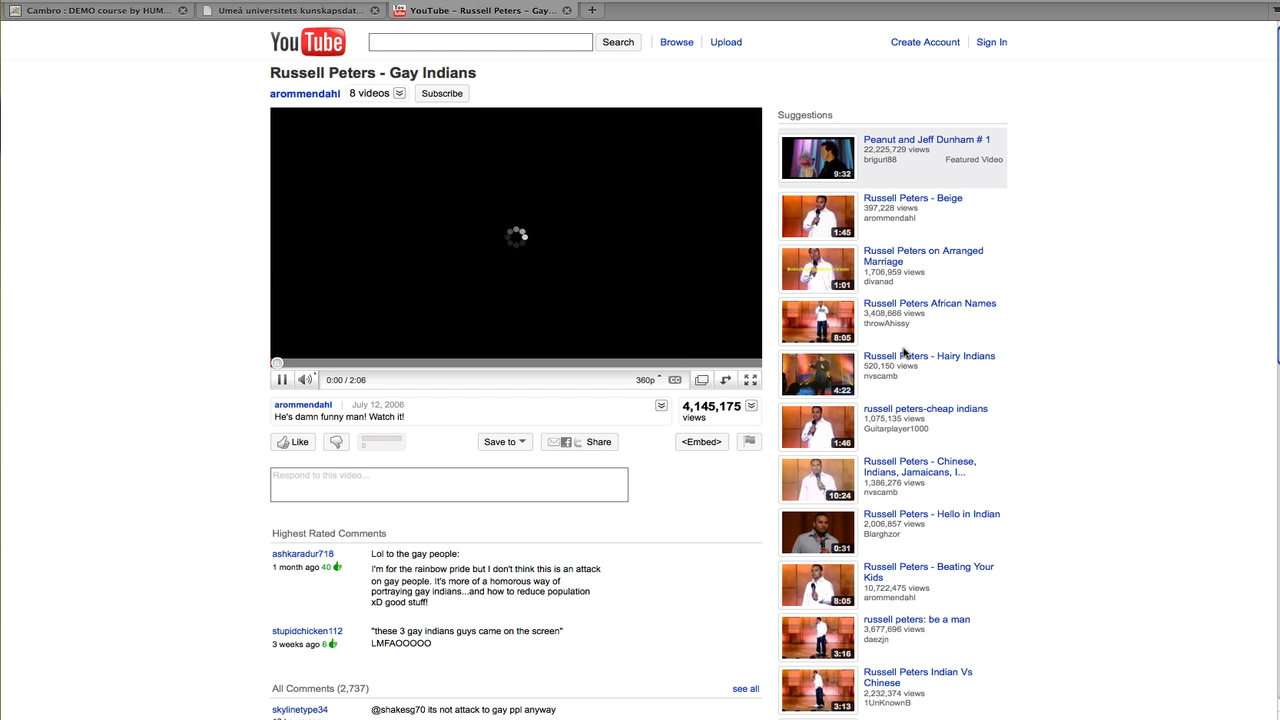 Cambro : DEMO course by HUM...
Umeå universitets kunskapsdat...
YouTube - Russell Peters - Gay...
YouTube
Search
Browse
Upload
Create Account
Sign In
Russell Peters - Gay Indians
arommendahl
8 videos
Subscribe
0:00 / 2:06
360p
CC
arommendahl
July 12, 2006
He's damn funny man! Watch it!
4,145,175
views
Like
Save to
Share
<Embed>
Respond to this video...
Highest Rated Comments
ashkaradur718
1 month ago 40
Lol to the gay people:
I'm for the rainbow pride but I don't think this is an attack
on gay people. it's more of a homorous way of
portraying gay indians...and how to reduce population
xD good stuff!
stupidchicken112
3 weeks ago 6
"these 3 gay indians guys came on the screen"
LMFAOOOOO
All Comments (2,737)
see all
skylinetype34
@shakesg70 its not attack to gay ppl anyway
Suggestions
Peanut and Jeff Dunham # 1
22,225,729 views
brigurl88
Featured Video
9:32
Russell Peters - Beige
397,228 views
arommendahl
1:45
Russel Peters on Arranged
Marriage
1,706,959 views
divanad
1:01
Russell Peters African Names
3,408,666 views
throwAhissy
8:05
Russell Peters - Hairy Indians
520,150 views
nvscamb
4:22
russell peters-cheap indians
1,075,135 views
Guitarplayer1000
1:46
Russell Peters - Chinese,
Indians, Jamaicans, I...
1,386,276 views
nvscamb
10:24
Russell Peters - Hello in Indian
2,006,857 views
Blarghzor
0:31
Russell Peters - Beating Your
Kids
10,722,475 views
arommendahl
8:05
russell peters: be a man
3,677,696 views
daezjn
3:16
Russell Peters Indian Vs
Chinese
2,232,374 views
1UnKnownB
3:13